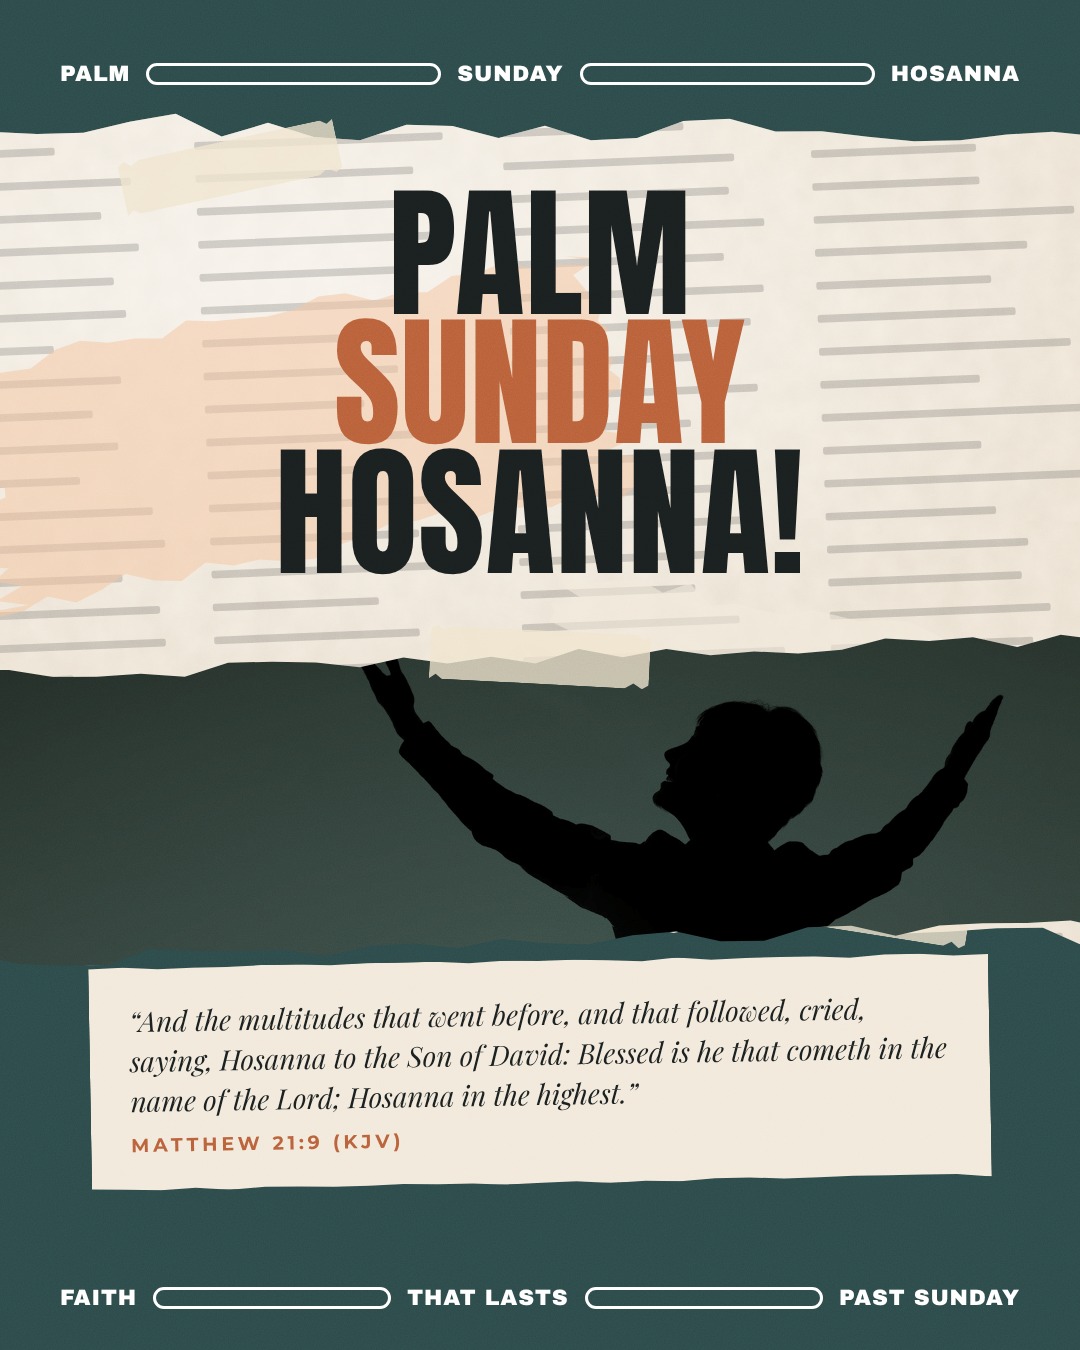 PALM SUNDAY HOSANNA
PALM
SUNDAY
HOSANNA!
“And the multitudes that went before, and that followed, cried,
saying, Hosanna to the Son of David: Blessed is he that cometh in the
name of the Lord; Hosanna in the highest.”
MATTHEW 21:9 (KJV)
FAITH THAT LASTS PAST SUNDAY